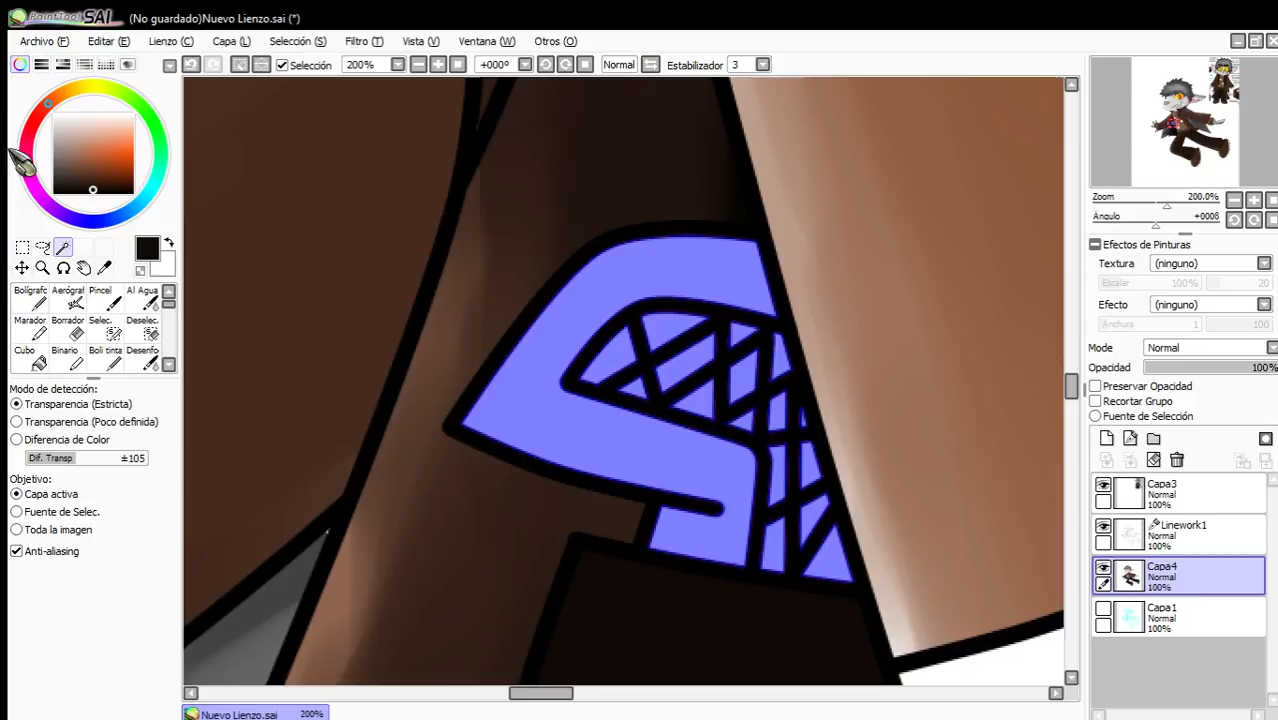 PaintTool SAI (No guardado)Nuevo Lienzo.sai (*)
Archivo (F) Editar (E) Lienzo (C) Capa (L) Selección (S) Filtro (T) Vista (V) Ventana (W) Otros (O)
Selección 200% +000º Normal Estabilizador 3
Zoom 200.0%
Ángulo +000ß
Efectos de Pinturas
Textura (ninguno)
Escalar 100% 20
Efecto (ninguno)
Anchura 1 100
Mode Normal
Opacidad 100%
Preservar Opacidad
Recortar Grupo
Fuente de Selección
Bolígrafo Aerógraf Pincel Al Agua
Marador Borrador Selec. Deselec.
Cubo Binario Boli tinta Desenfo
Modo de detección:
Transparencia (Estricta)
Transparencia (Poco definida)
Diferencia de Color
Dif. Transp ±105
Objetivo:
Capa activa
Fuente de Selec.
Toda la imagen
Anti-aliasing
Capa3
Normal
100%
Linework1
Normal
100%
Capa4
Normal
100%
Capa1
Normal
100%
Nuevo Lienzo.sai 200%